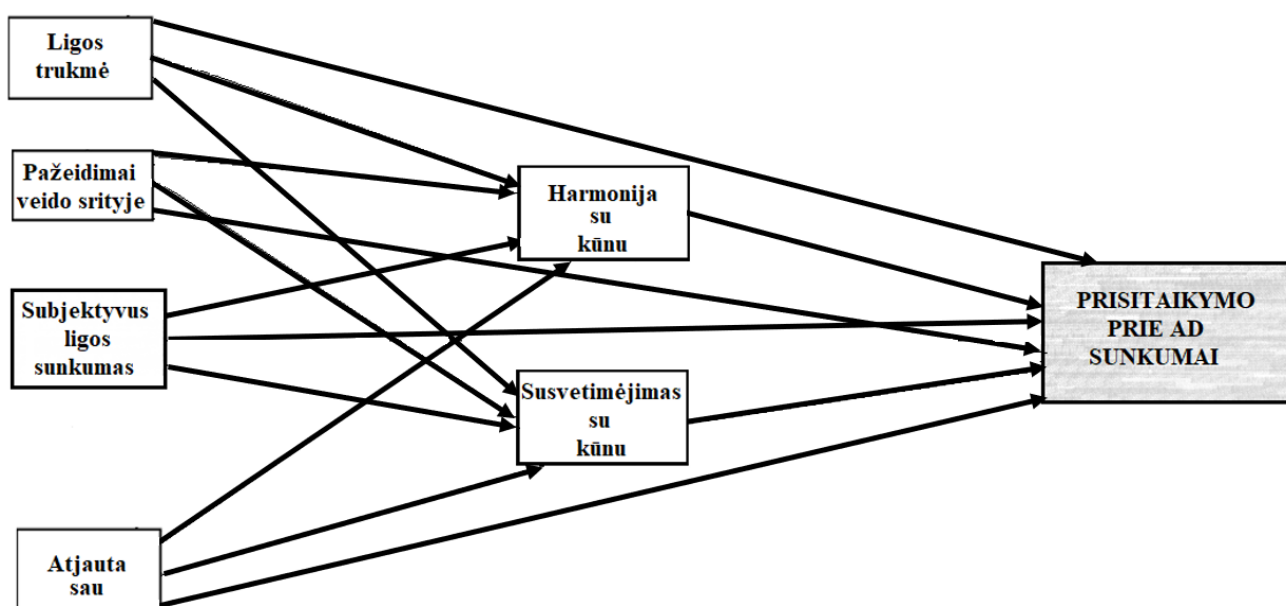 Ligos
trukmė
Pažeidimai
veido srityje
Harmonija
su
kūnu
Subjektyvus
ligos
sunkumas
PRISITAIKYMO
PRIE AD
SUNKUMAI
Susvetimėjimas
su
kūnu
Atjauta
sau